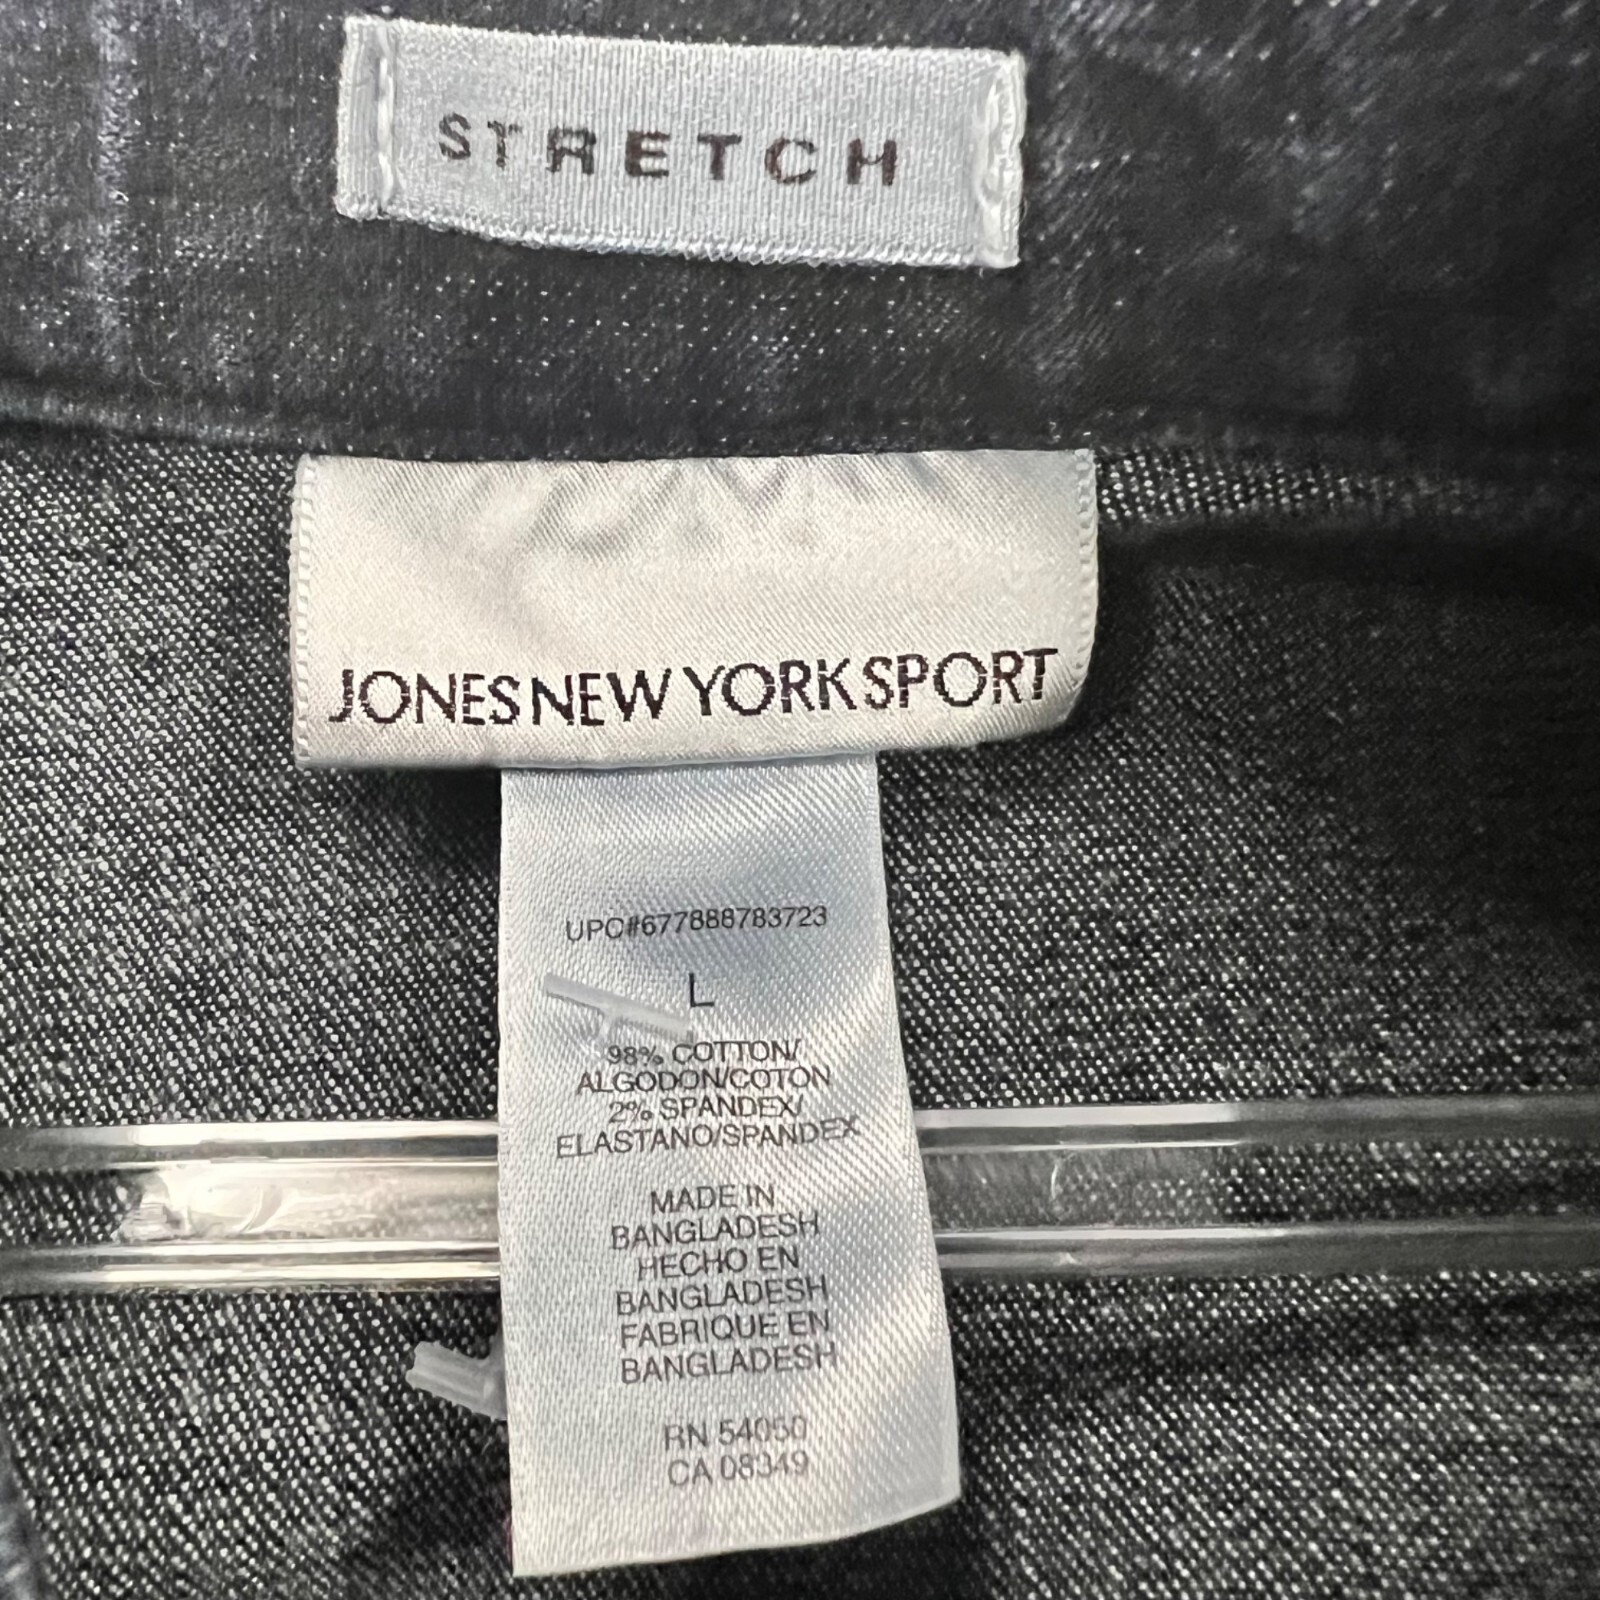 STRETCH
JONES NEW YORK SPORT
UPC#677888783723
L
98% COTTON/
ALGODON/COTON
2% SPANDEX/
ELASTANO/SPANDEX
MADE IN
BANGLADESH
HECHO EN
BANGLADESH
FABRIQUE EN
BANGLADESH
RN 54050
CA 08349